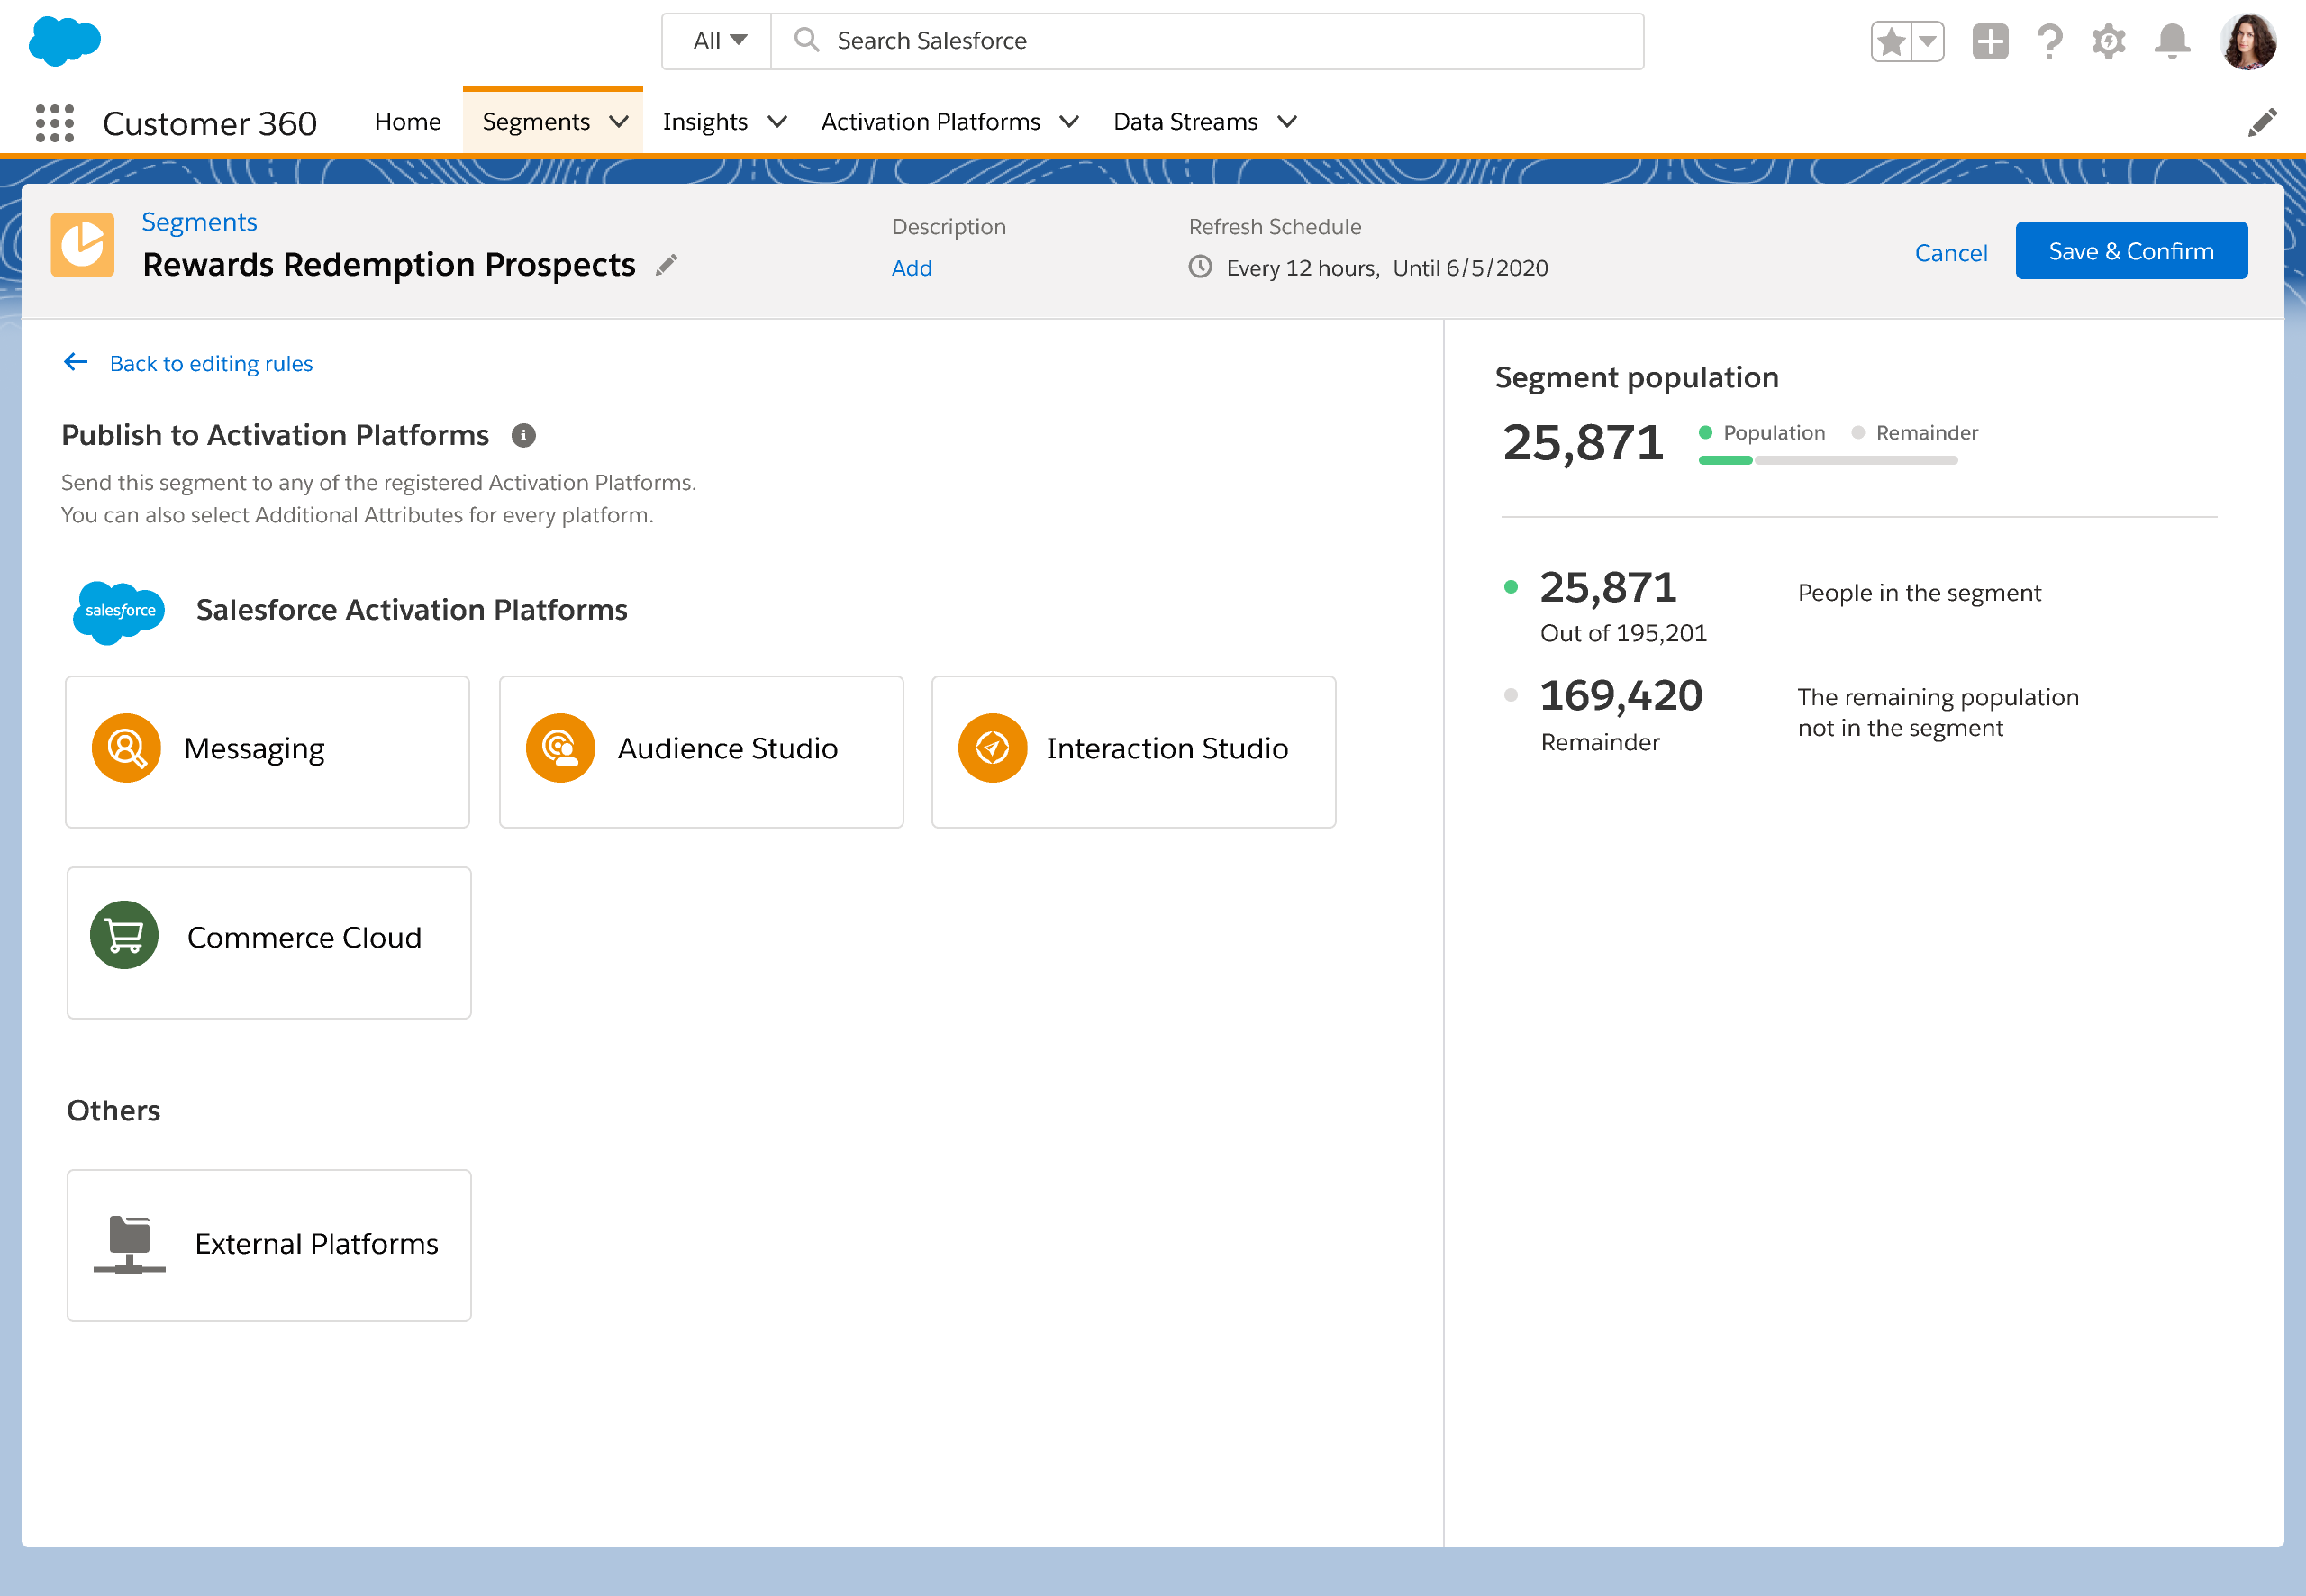 All
Search Salesforce
Customer 360
Home
Segments
Insights
Activation Platforms
Data Streams
Segments
Rewards Redemption Prospects
Description
Add
Refresh Schedule
Every 12 hours, Until 6/5/2020
Cancel
Save & Confirm
Back to editing rules
Publish to Activation Platforms
Send this segment to any of the registered Activation Platforms.
You can also select Additional Attributes for every platform.
salesforce
Salesforce Activation Platforms
Messaging
Audience Studio
Interaction Studio
Commerce Cloud
Others
External Platforms
Segment population
25,871
Population
Remainder
25,871
Out of 195,201
People in the segment
169,420
Remainder
The remaining population
not in the segment